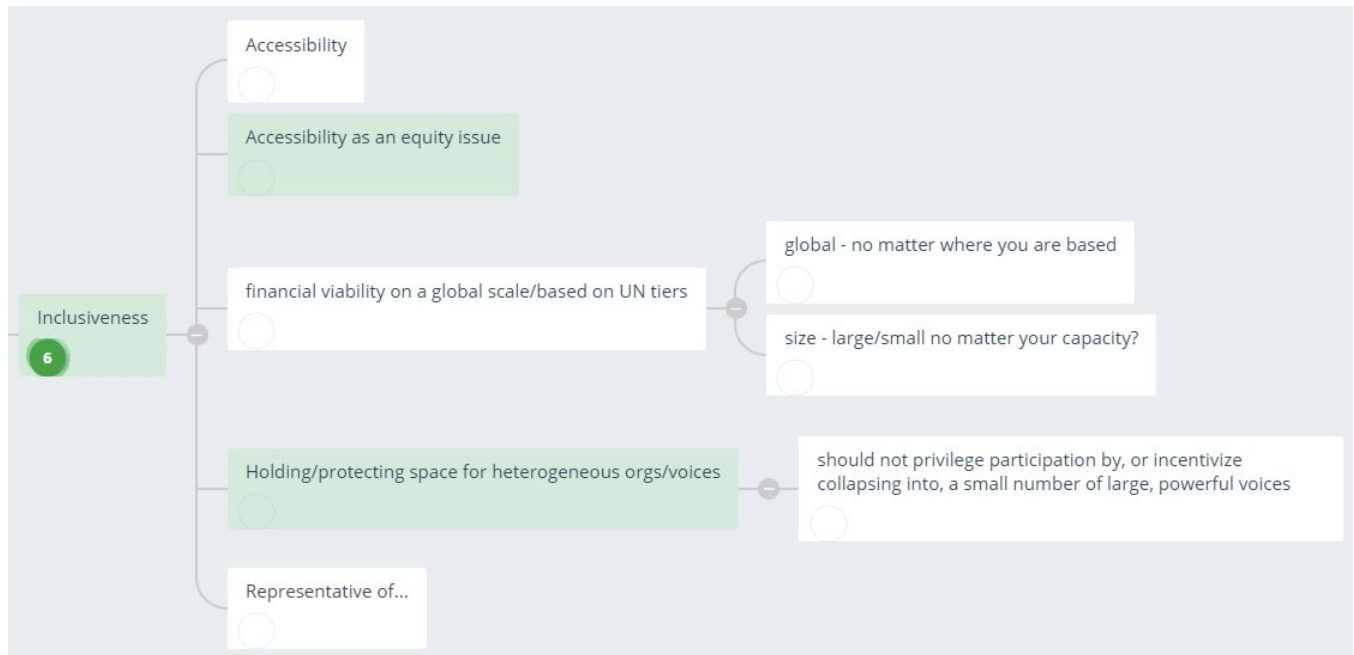 Accessibility
Accessibility as an equity issue
global - no matter where you are based
financial viability on a global scale/based on UN tiers
Inclusiveness
size - large/small no matter your capacity?
6
should not privilege participation by, or incentivize
collapsing into, a small number of large, powerful voices
Holding/protecting space for heterogeneous orgs/voices
Representative of...